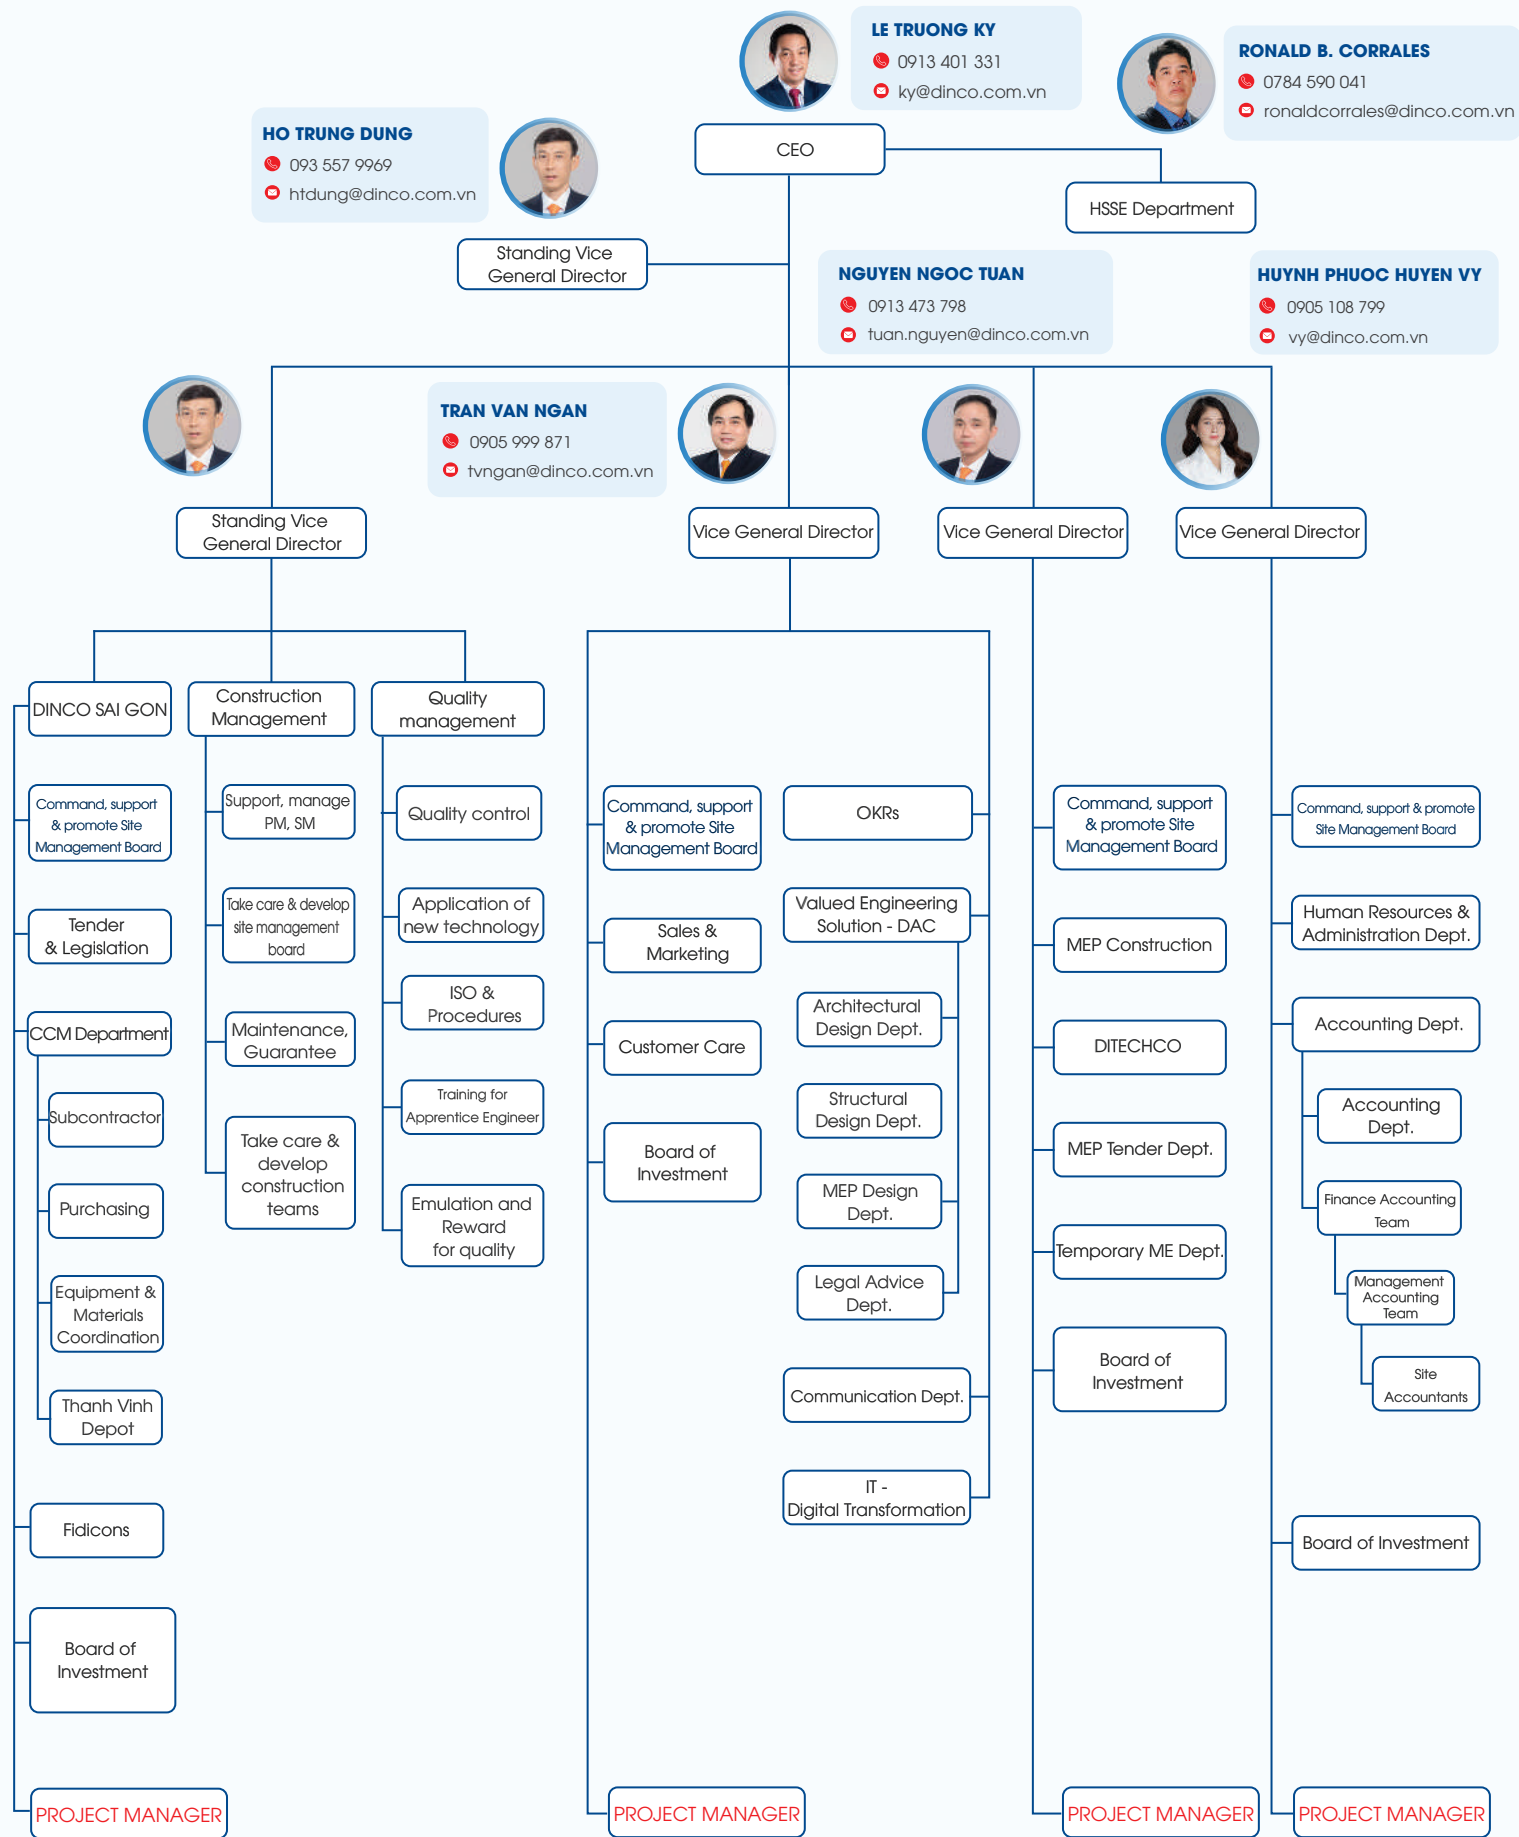 LE TRUONG KY
0913 401 331
ky@dinco.com.vn
RONALD B. CORRALES
0784 590 041
ronaldcorrales@dinco.com.vn
HO TRUNG DUNG
093 557 9969
htdung@dinco.com.vn
CEO
HSSE Department
Standing Vice
General Director
NGUYEN NGOC TUAN
0913 473 798
tuan.nguyen@dinco.com.vn
HUYNH PHUOC HUYEN VY
0905 108 799
vy@dinco.com.vn
TRAN VAN NGAN
0905 999 871
tvngan@dinco.com.vn
Standing Vice
General Director
Vice General Director
Vice General Director
Vice General Director
DINCO SAI GON
Command, support
& promote Site
Management Board
Tender
& Legislation
CCM Department
Subcontractor
Purchasing
Equipment &
Materials
Coordination
Thanh Vinh
Depot
Fidicons
Board of
Investment
PROJECT MANAGER
Construction
Management
Support, manage
PM, SM
Take care & develop
site management
board
Maintenance,
Guarantee
Take care &
develop
construction
teams
Quality
management
Quality control
Application of
new technology
ISO &
Procedures
Training for
Apprentice Engineer
Emulation and
Reward
for quality
Command, support
& promote Site
Management Board
Sales &
Marketing
Customer Care
Board of
Investment
PROJECT MANAGER
OKRs
Valued Engineering
Solution - DAC
Architectural
Design Dept.
Structural
Design Dept.
MEP Design
Dept.
Legal Advice
Dept.
Communication Dept.
IT -
Digital Transformation
Command, support
& promote Site
Management Board
MEP Construction
DITECHCO
MEP Tender Dept.
Temporary ME Dept.
Board of
Investment
PROJECT MANAGER
Command, support & promote
Site Management Board
Human Resources &
Administration Dept.
Accounting Dept.
Accounting
Dept.
Finance Accounting
Team
Management
Accounting
Team
Site
Accountants
Board of Investment
PROJECT MANAGER